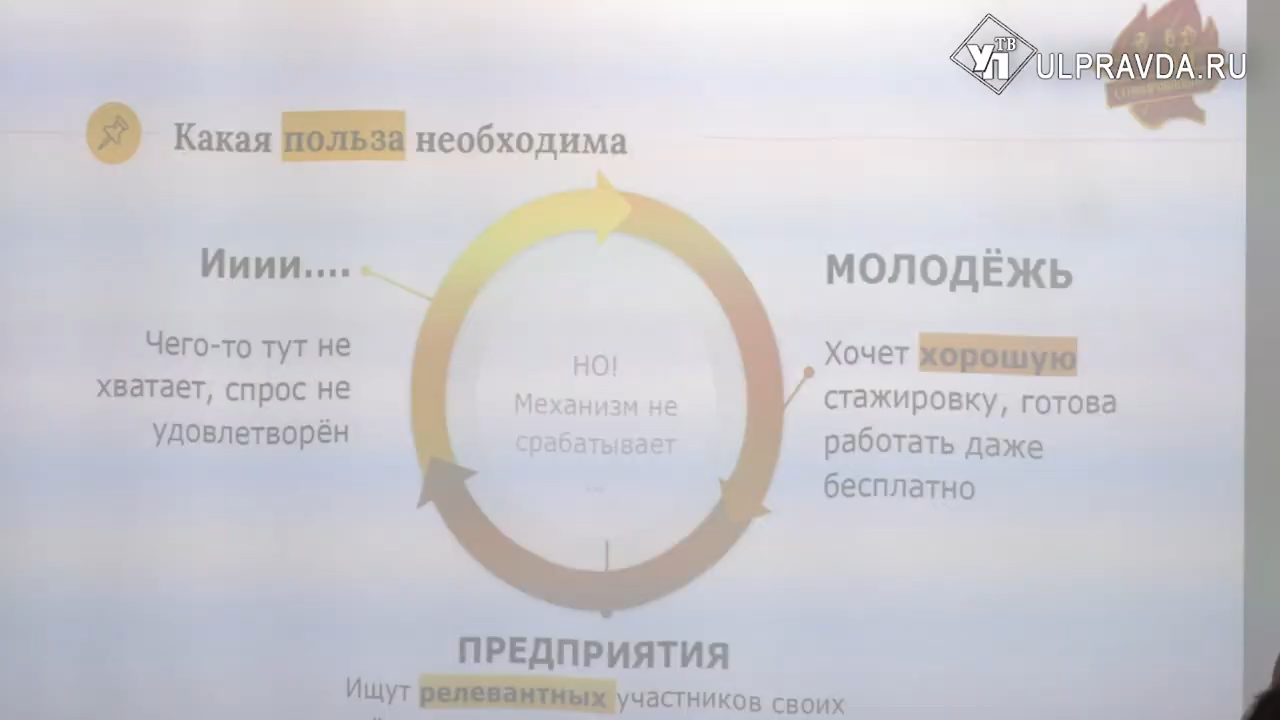 УП ТВ ULPRAVDA.RU
Какая польза необходима
Ииии....
Чего-то тут не
хватает, спрос не
удовлетворён
НО!
Механизм не
срабатывает
...
МОЛОДЁЖЬ
Хочет хорошую
стажировку, готова
работать даже
бесплатно
ПРЕДПРИЯТИЯ
Ищут релевантных участников своих